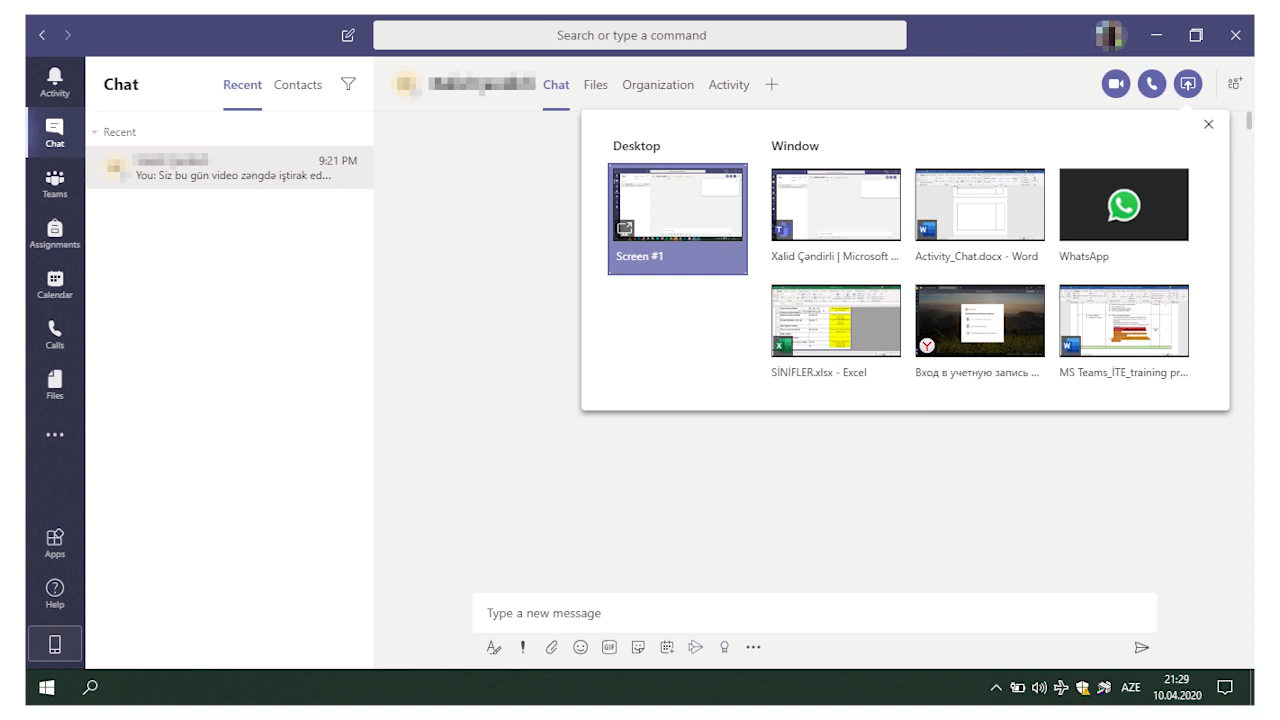 Search or type a command
Activity
Chat
Teams
Assignments
Calendar
Calls
Files
Apps
Help
Chat
Recent Contacts
Recent
9:21 PM
You: Siz bu gün video zəngdə iştirak ed...
Chat Files Organization Activity
Desktop
Window
Screen #1
Xalid Çəndirli | Microsoft ...
Activity_Chat.docx - Word
WhatsApp
SİNİFLER.xlsx - Excel
Вход в учетную запись ...
MS Teams_İTE_training pr...
Type a new message
GIF
AZE
21:29
10.04.2020